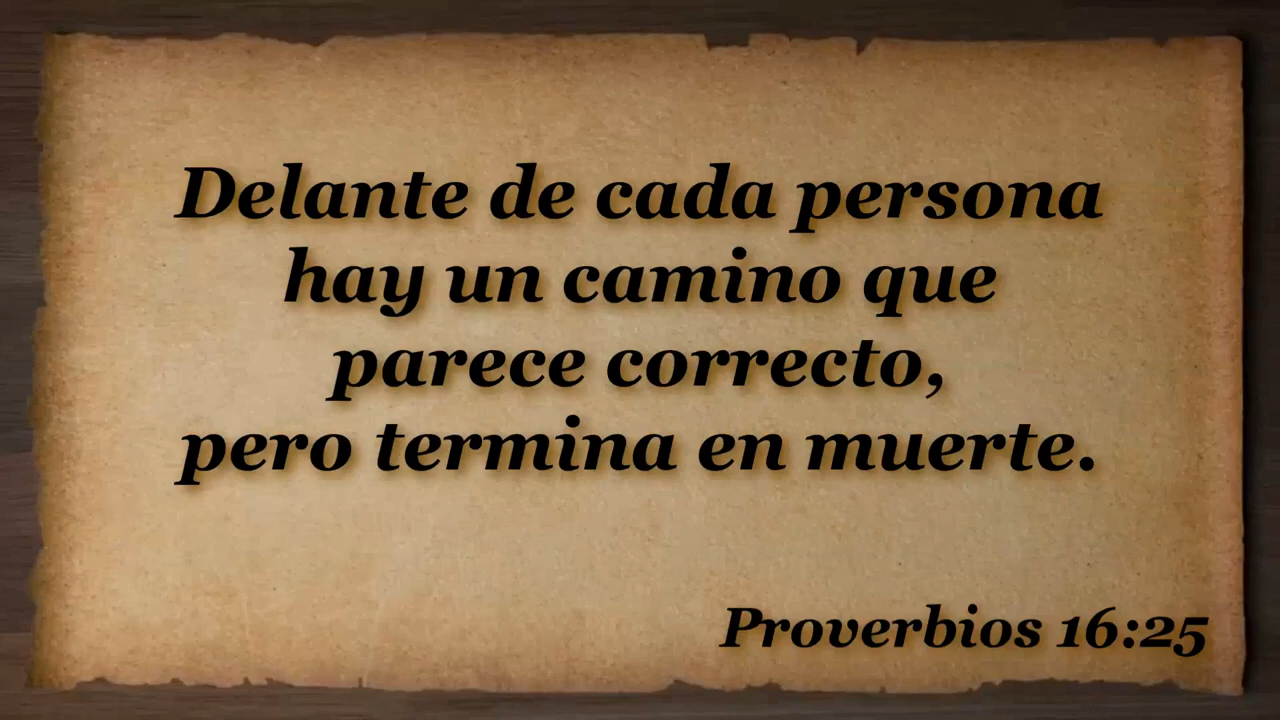 Delante de cada persona
hay un camino que
parece correcto,
pero termina en muerte.
Proverbios 16:25